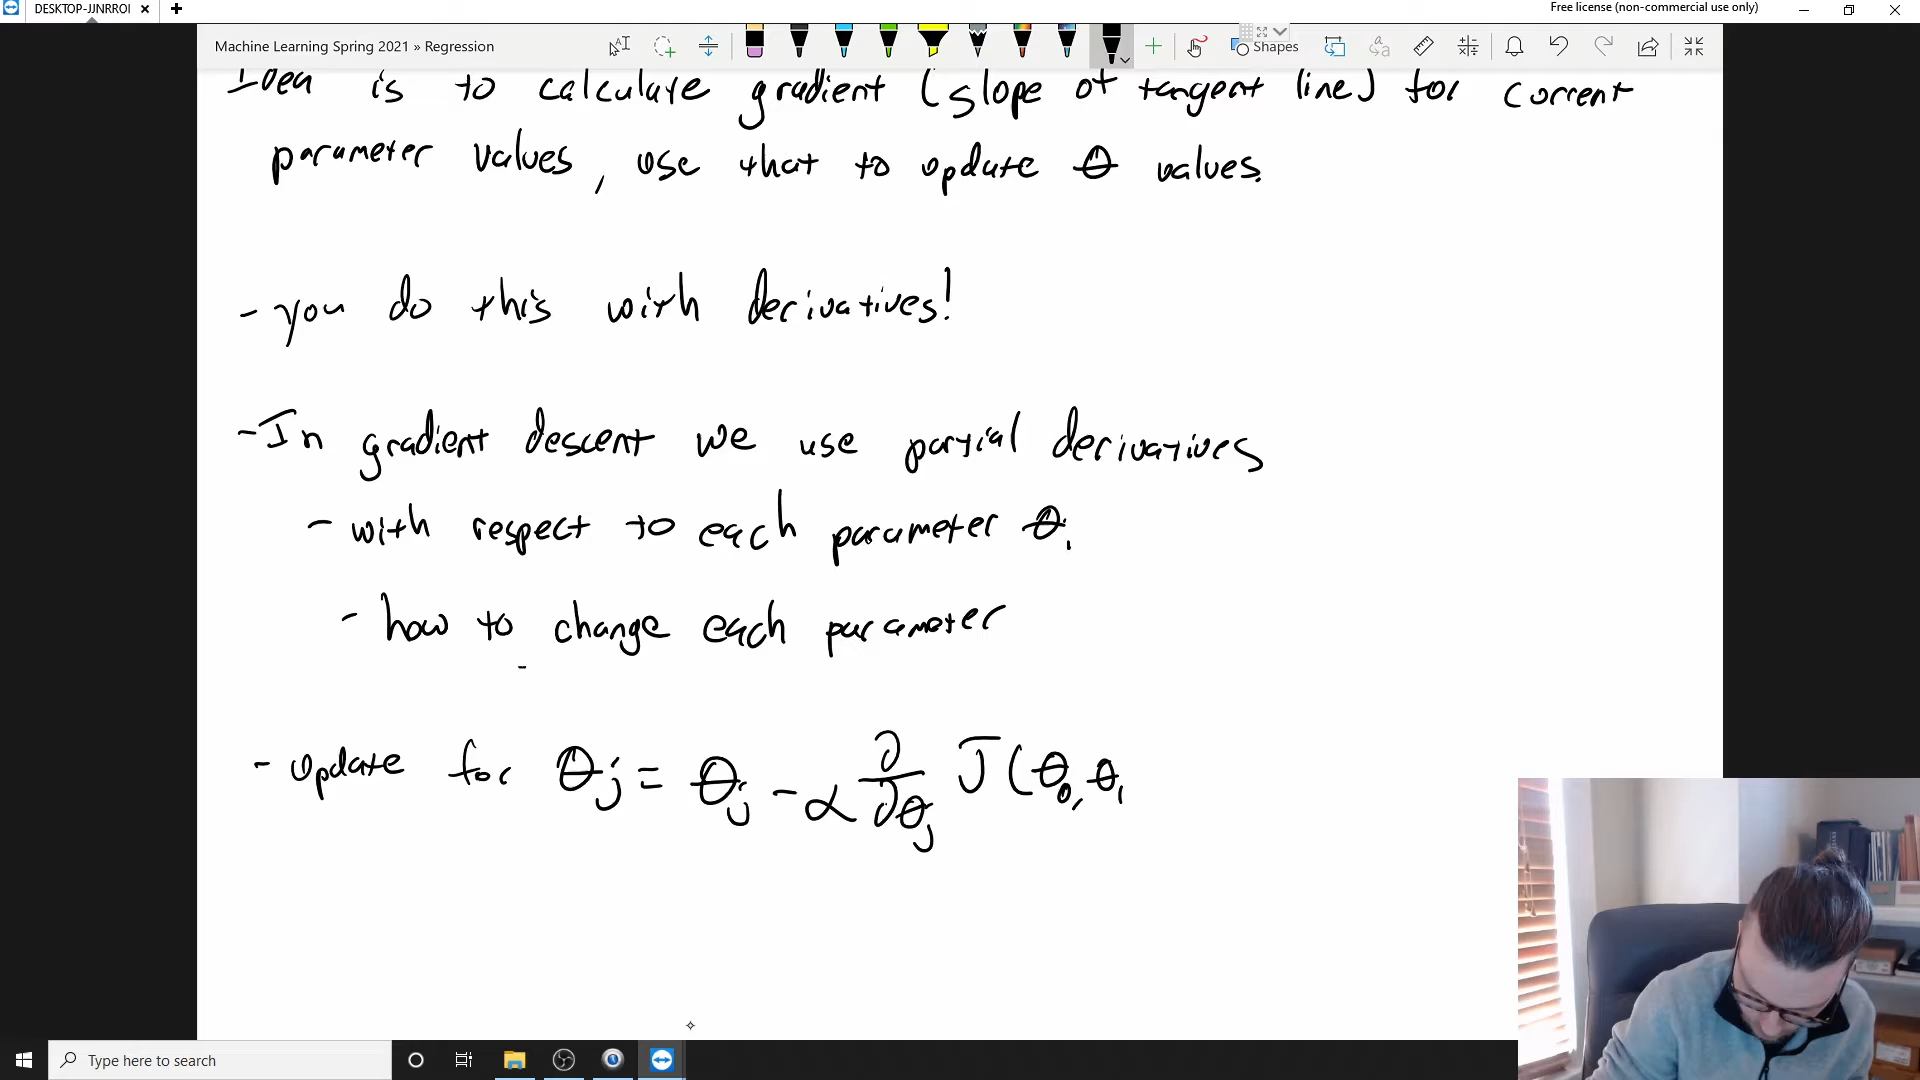 DESKTOP-JJNRROI
Free license (non-commercial use only)
Machine Learning Spring 2021 » Regression
Shapes
Idea is to calculate gradient (slope of tangent line) for current
parameter values, use that to update θ values.
- you do this with derivatives!
- In gradient descent we use partial derivatives
- with respect to each parameter θi
- how to change each parameter
- update for θj = θj - α ∂/∂θj J(θ0, θ1
Type here to search